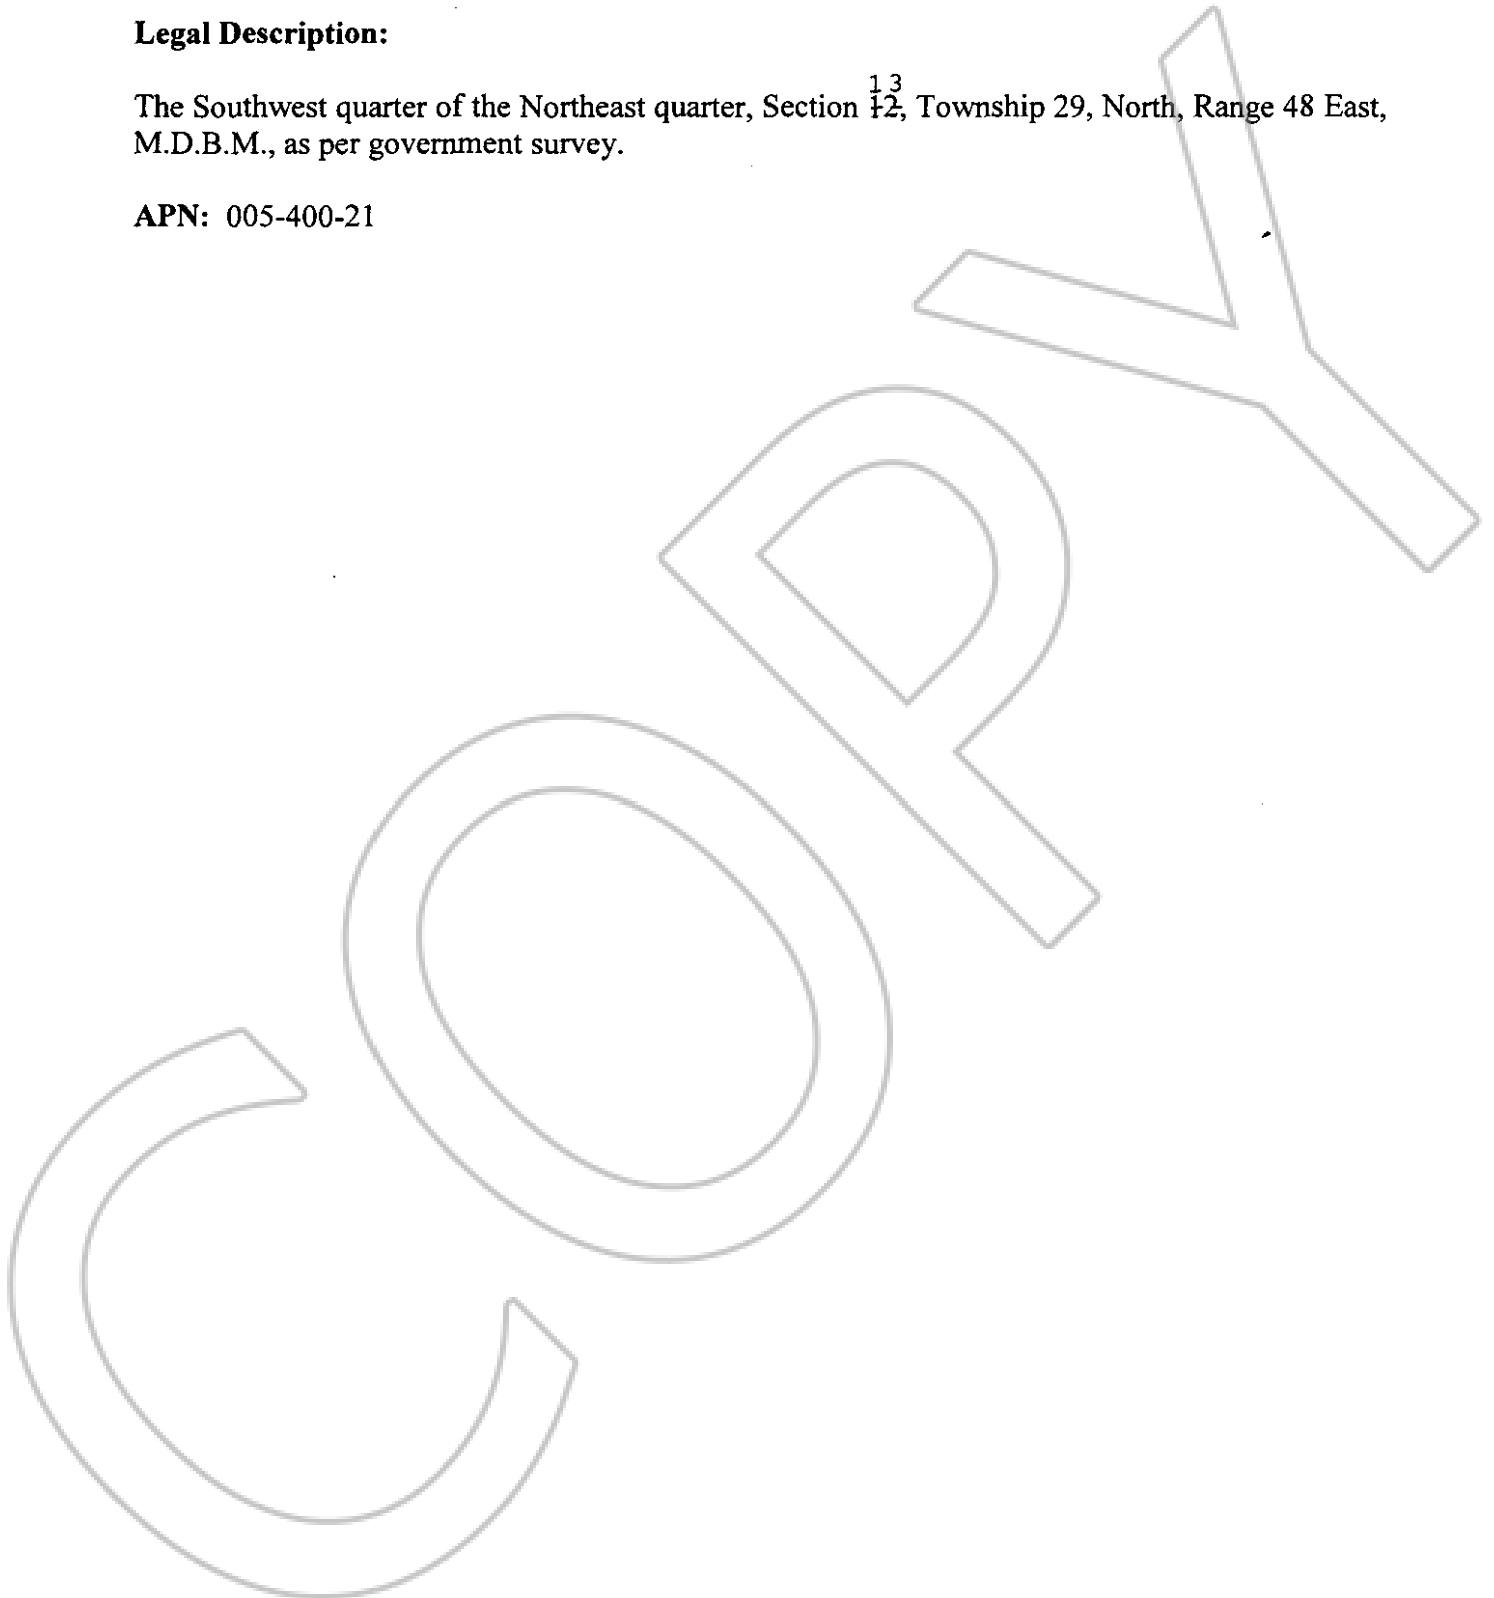 Legal Description:
The Southwest quarter of the Northeast quarter, Section 12, 13 Township 29, North, Range 48 East,
M.D.B.M., as per government survey.
APN: 005-400-21
COPY